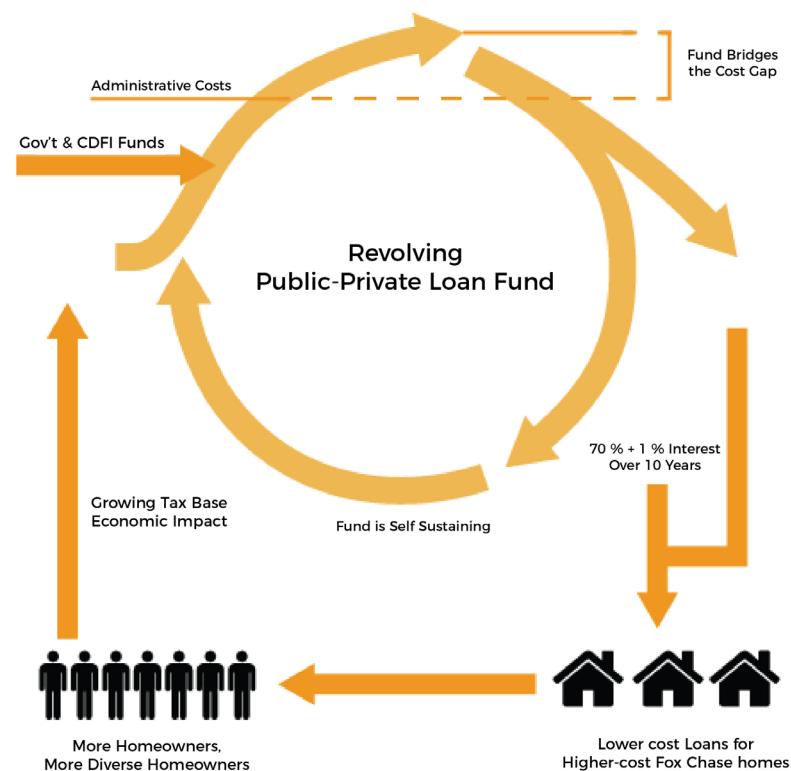 Fund Bridges
the Cost Gap
Administrative Costs
Gov't & CDFI Funds
Revolving
Public-Private Loan Fund
70 % + 1 % Interest
Over 10 Years
Growing Tax Base
Economic Impact
Fund is Self Sustaining
More Homeowners,
More Diverse Homeowners
Lower cost Loans for
Higher-cost Fox Chase homes